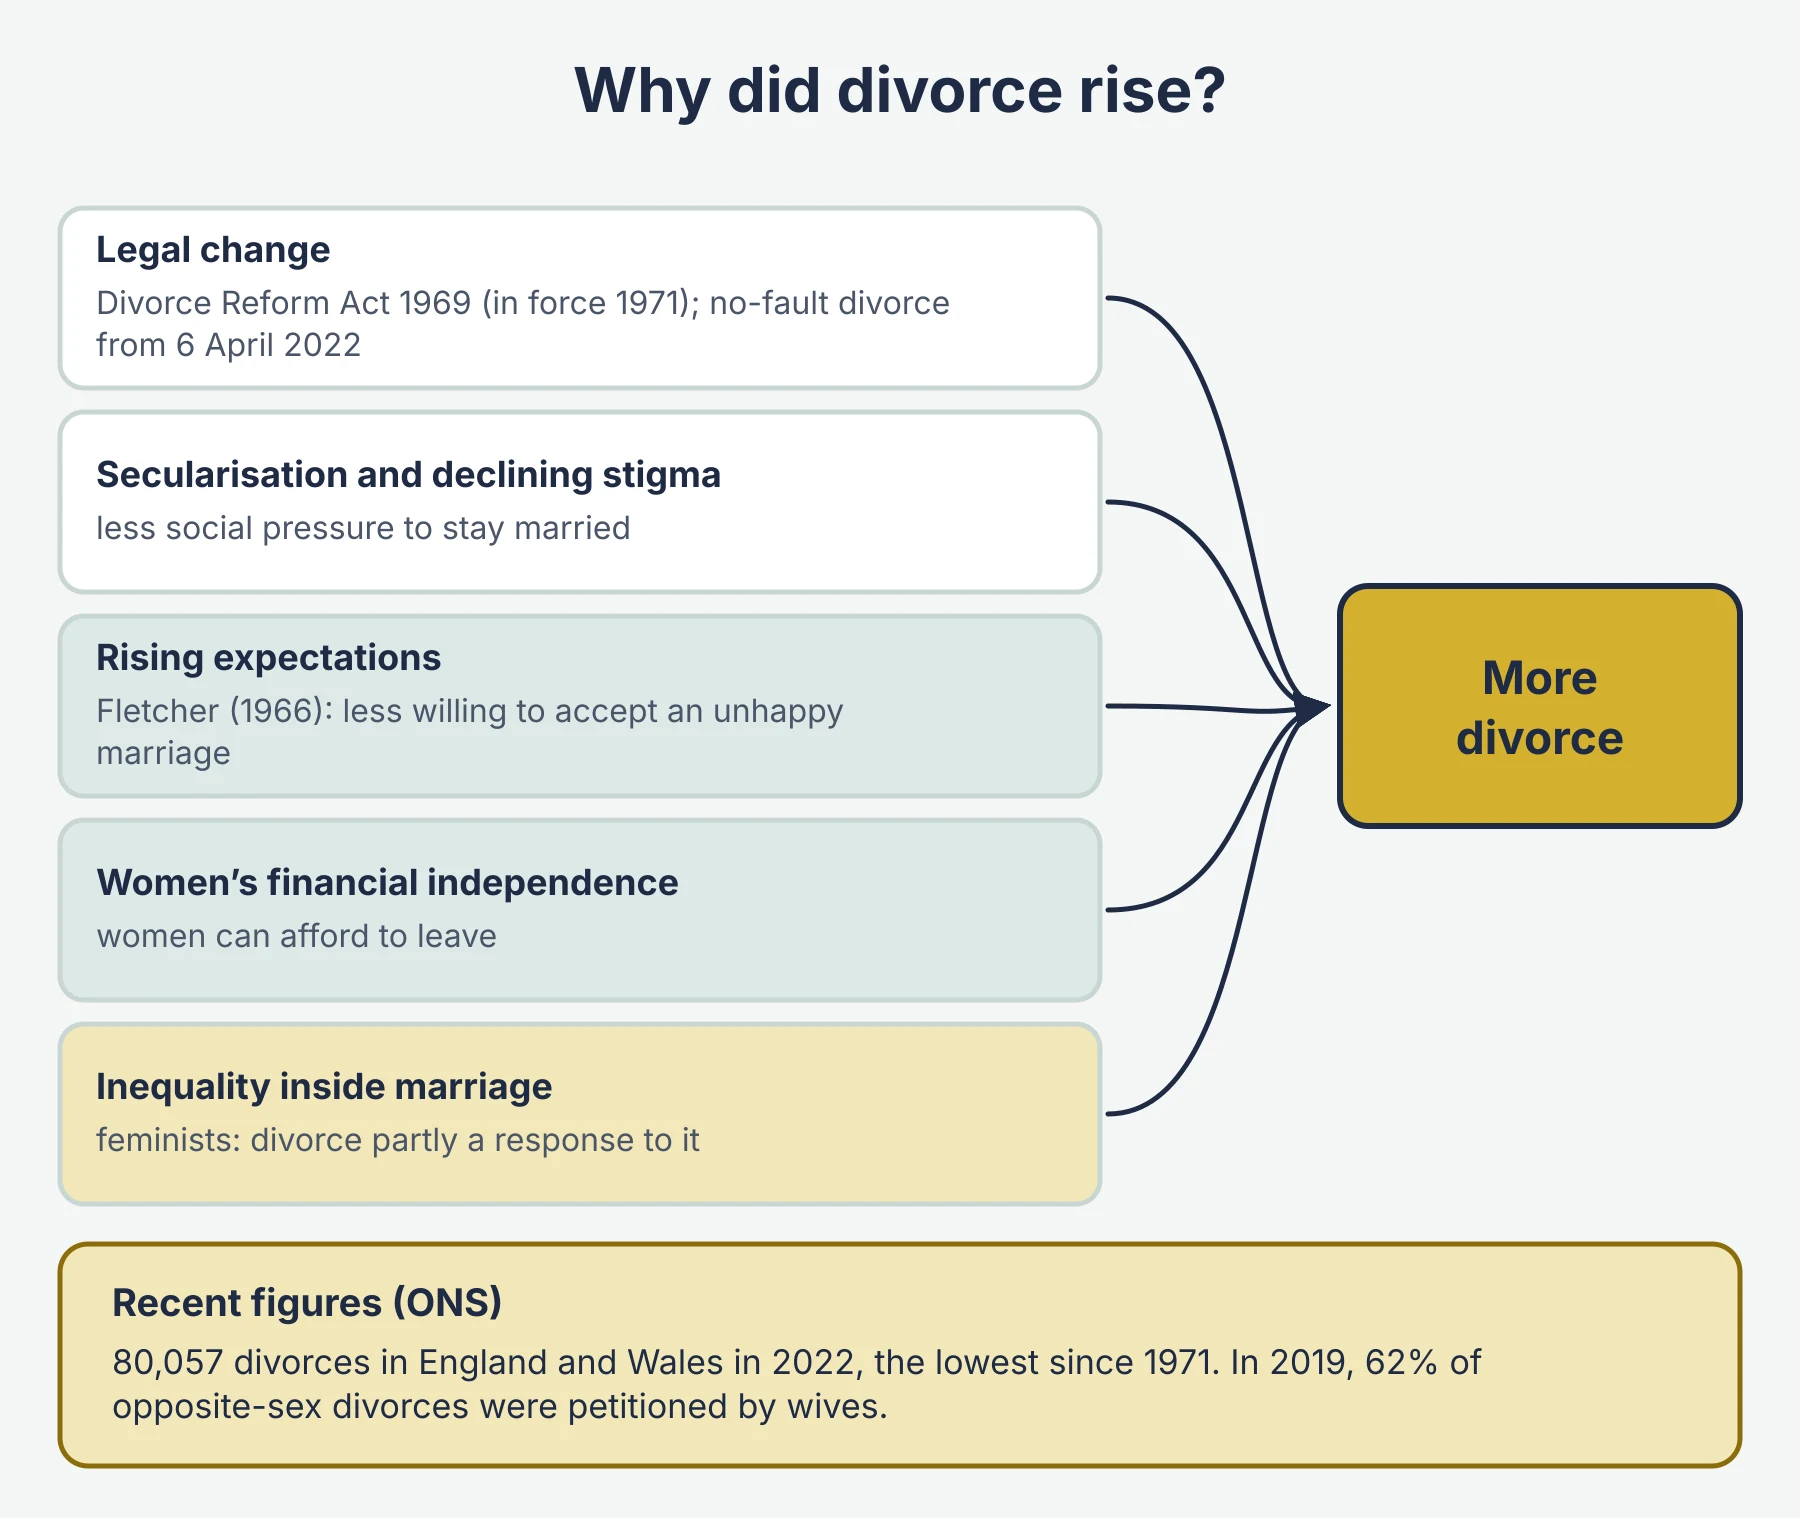 Why did divorce rise?
Legal change
Divorce Reform Act 1969 (in force 1971); no-fault divorce
from 6 April 2022
Secularisation and declining stigma
less social pressure to stay married
Rising expectations
Fletcher (1966): less willing to accept an unhappy
marriage
Women’s financial independence
women can afford to leave
Inequality inside marriage
feminists: divorce partly a response to it
More
divorce
Recent figures (ONS)
80,057 divorces in England and Wales in 2022, the lowest since 1971. In 2019, 62% of
opposite-sex divorces were petitioned by wives.